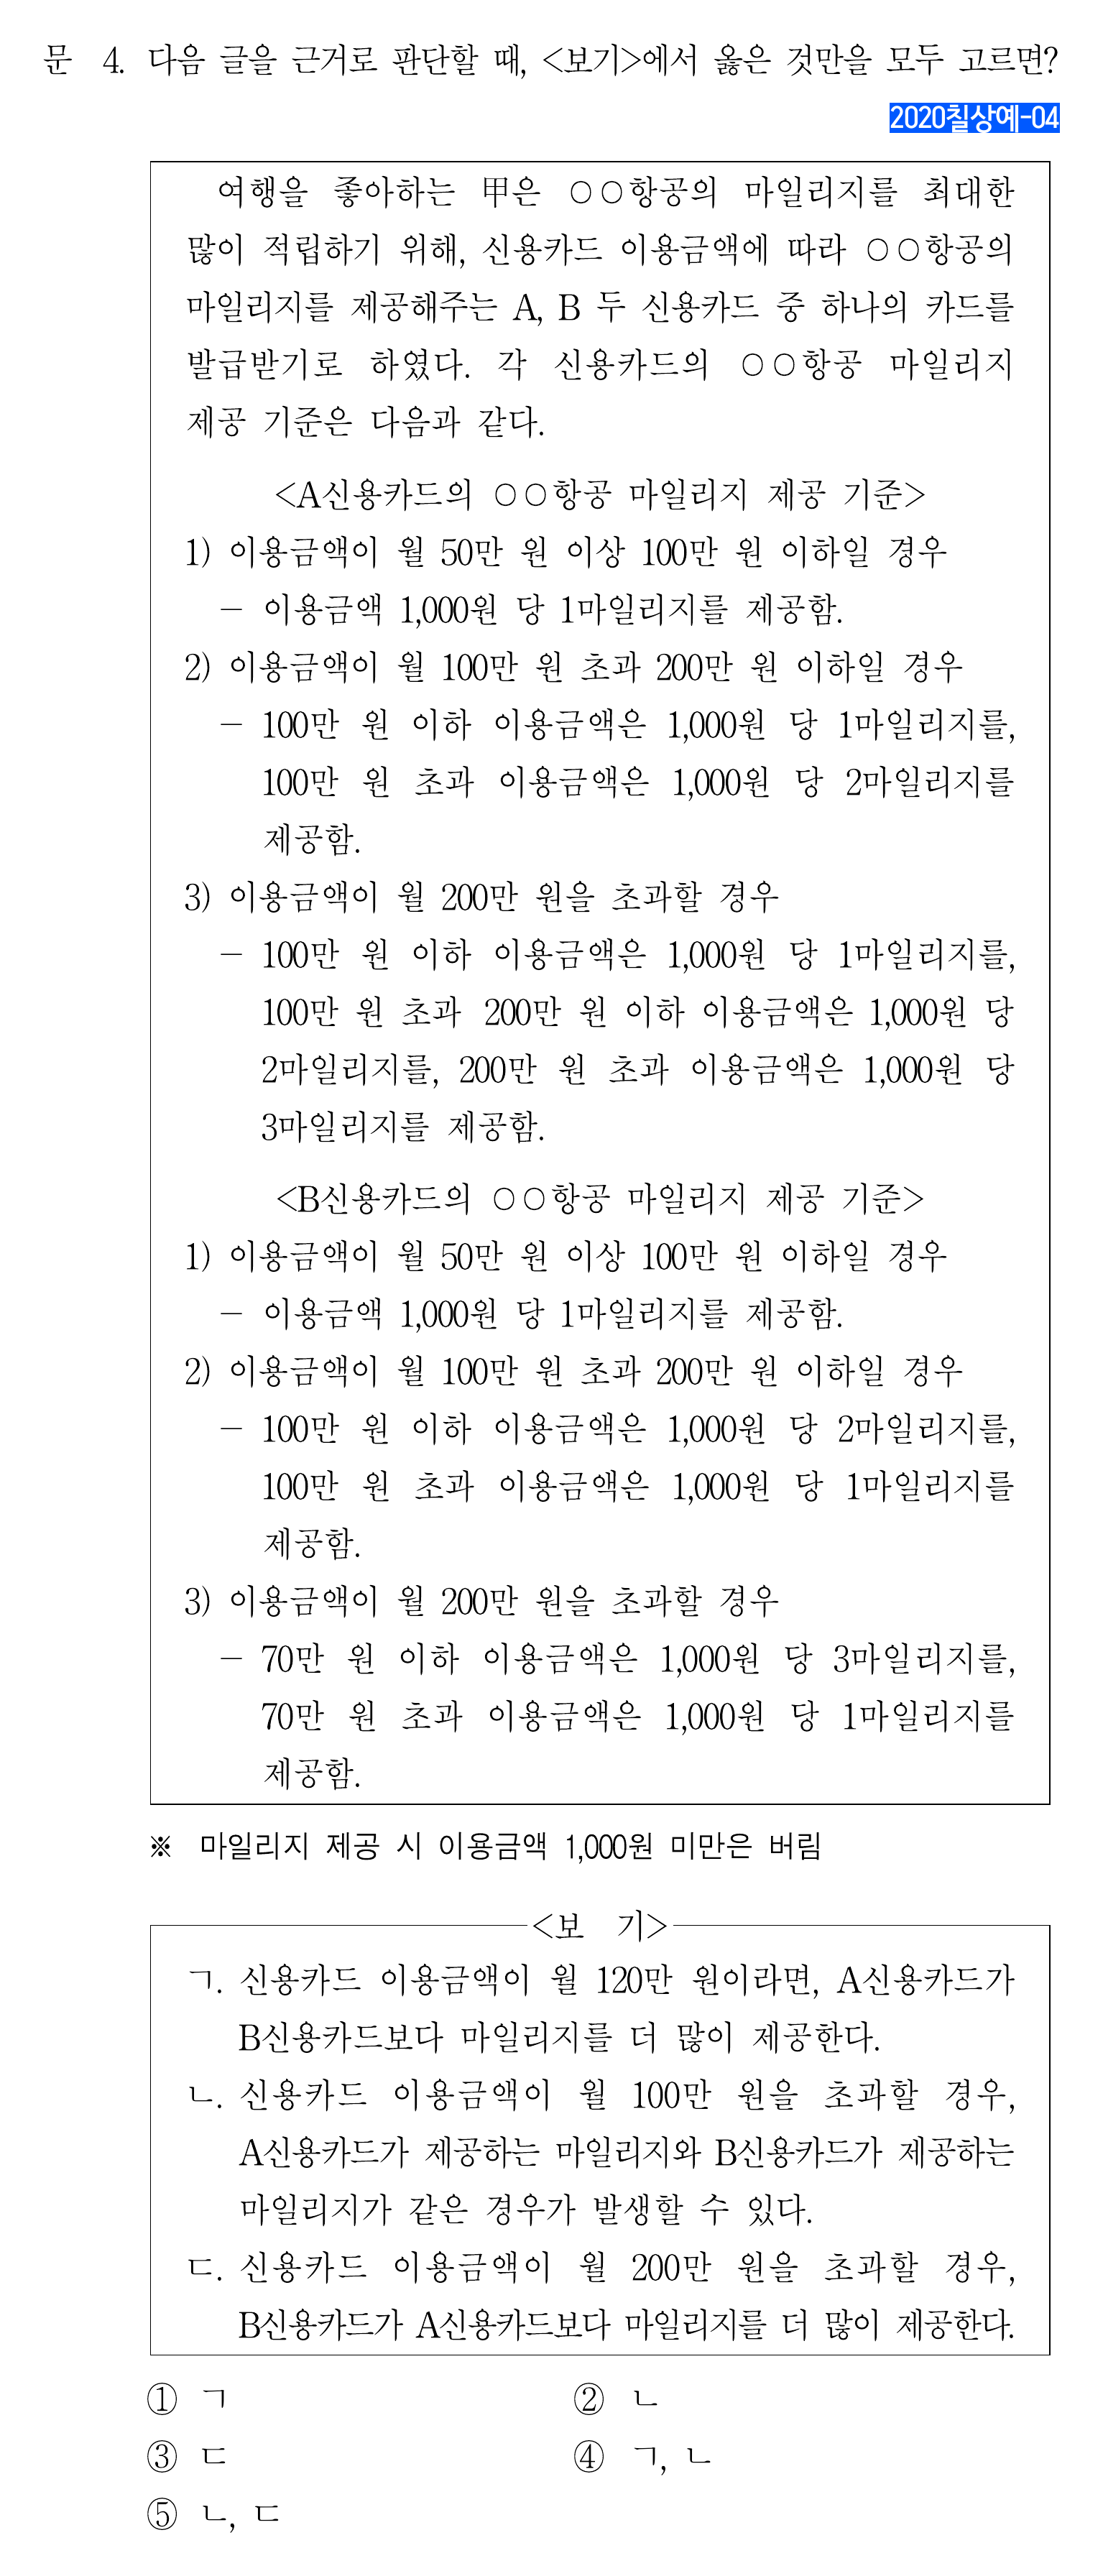 문 4. 다음 글을 근거로 판단할 때, <보기>에서 옳은 것만을 모두 고르면?
2020칠상예-04
여행을 좋아하는 甲은 ○○항공의 마일리지를 최대한
많이 적립하기 위해, 신용카드 이용금액에 따라 ○○항공의
마일리지를 제공해주는 A, B 두 신용카드 중 하나의 카드를
발급받기로 하였다. 각 신용카드의 ○○항공 마일리지
제공 기준은 다음과 같다.
<A신용카드의 ○○항공 마일리지 제공 기준>
1) 이용금액이 월 50만 원 이상 100만 원 이하일 경우
- 이용금액 1,000원 당 1마일리지를 제공함.
2) 이용금액이 월 100만 원 초과 200만 원 이하일 경우
- 100만 원 이하 이용금액은 1,000원 당 1마일리지를,
100만 원 초과 이용금액은 1,000원 당 2마일리지를
제공함.
3) 이용금액이 월 200만 원을 초과할 경우
- 100만 원 이하 이용금액은 1,000원 당 1마일리지를,
100만 원 초과 200만 원 이하 이용금액은 1,000원 당
2마일리지를, 200만 원 초과 이용금액은 1,000원 당
3마일리지를 제공함.
<B신용카드의 ○○항공 마일리지 제공 기준>
1) 이용금액이 월 50만 원 이상 100만 원 이하일 경우
- 이용금액 1,000원 당 1마일리지를 제공함.
2) 이용금액이 월 100만 원 초과 200만 원 이하일 경우
- 100만 원 이하 이용금액은 1,000원 당 2마일리지를,
100만 원 초과 이용금액은 1,000원 당 1마일리지를
제공함.
3) 이용금액이 월 200만 원을 초과할 경우
- 70만 원 이하 이용금액은 1,000원 당 3마일리지를,
70만 원 초과 이용금액은 1,000원 당 1마일리지를
제공함.
※ 마일리지 제공 시 이용금액 1,000원 미만은 버림
<보 기>
ㄱ. 신용카드 이용금액이 월 120만 원이라면, A신용카드가
B신용카드보다 마일리지를 더 많이 제공한다.
ㄴ. 신용카드 이용금액이 월 100만 원을 초과할 경우,
A신용카드가 제공하는 마일리지와 B신용카드가 제공하는
마일리지가 같은 경우가 발생할 수 있다.
ㄷ. 신용카드 이용금액이 월 200만 원을 초과할 경우,
B신용카드가 A신용카드보다 마일리지를 더 많이 제공한다.
① ㄱ ② ㄴ
③ ㄷ ④ ㄱ, ㄴ
⑤ ㄴ, ㄷ